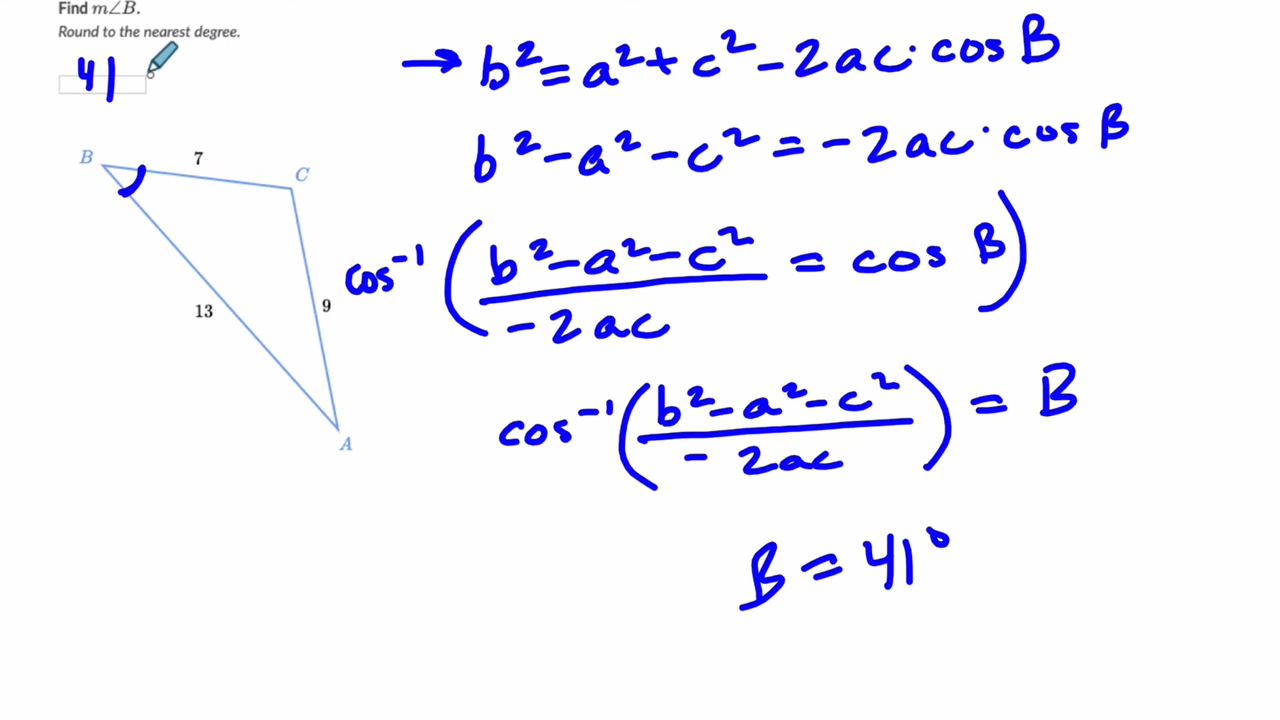 Find m∠B.
Round to the nearest degree.
41
B
7
C
13
9
A
→ b² = a² + c² - 2ac · cos B
b² - a² - c² = -2ac · cos B
cos⁻¹ ( (b² - a² - c²) / (-2ac) = cos B )
cos⁻¹ ( (b² - a² - c²) / (-2ac) ) = B
B = 41°